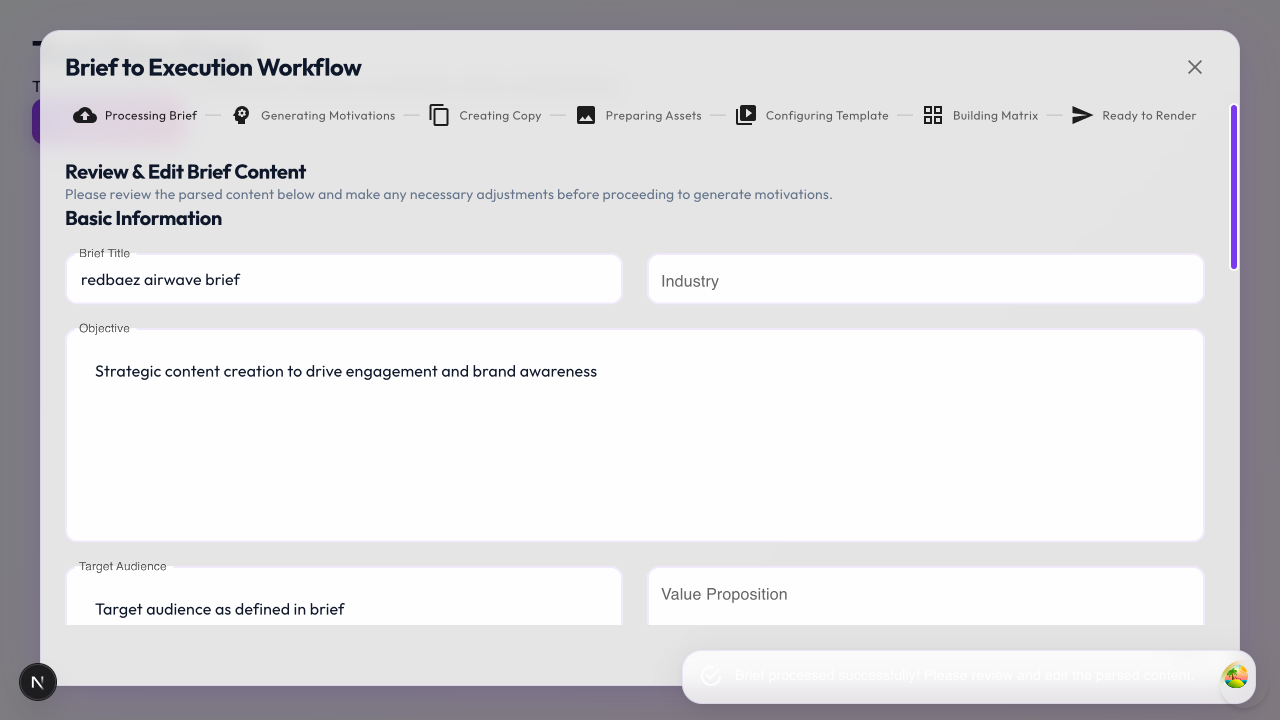 Brief to Execution Workflow
Processing Brief
Generating Motivations
Creating Copy
Preparing Assets
Configuring Template
Building Matrix
Ready to Render
Review & Edit Brief Content
Please review the parsed content below and make any necessary adjustments before proceeding to generate motivations.
Basic Information
Brief Title
redbaez airwave brief
Industry
Objective
Strategic content creation to drive engagement and brand awareness
Target Audience
Target audience as defined in brief
Value Proposition
Brief processed successfully! Please review and edit the parsed content.
N